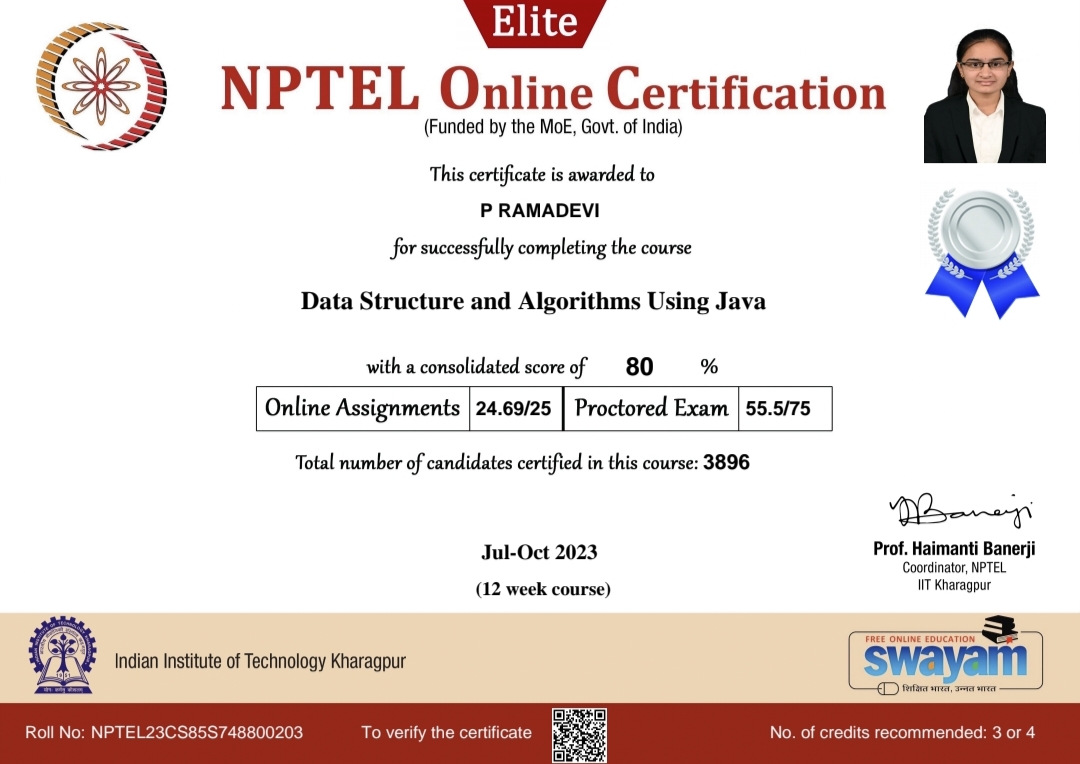 Elite
NPTEL Online Certification
(Funded by the MoE, Govt. of India)
This certificate is awarded to
P RAMADEVI
for successfully completing the course
Data Structure and Algorithms Using Java
with a consolidated score of 80 %
Online Assignments 24.69/25 Proctored Exam 55.5/75
Total number of candidates certified in this course: 3896
Jul-Oct 2023
(12 week course)
Prof. Haimanti Banerji
Coordinator, NPTEL
IIT Kharagpur
Indian Institute of Technology Kharagpur
FREE ONLINE EDUCATION
swayam
शिक्षित भारत, उन्नत भारत
Roll No: NPTEL23CS85S748800203 To verify the certificate No. of credits recommended: 3 or 4